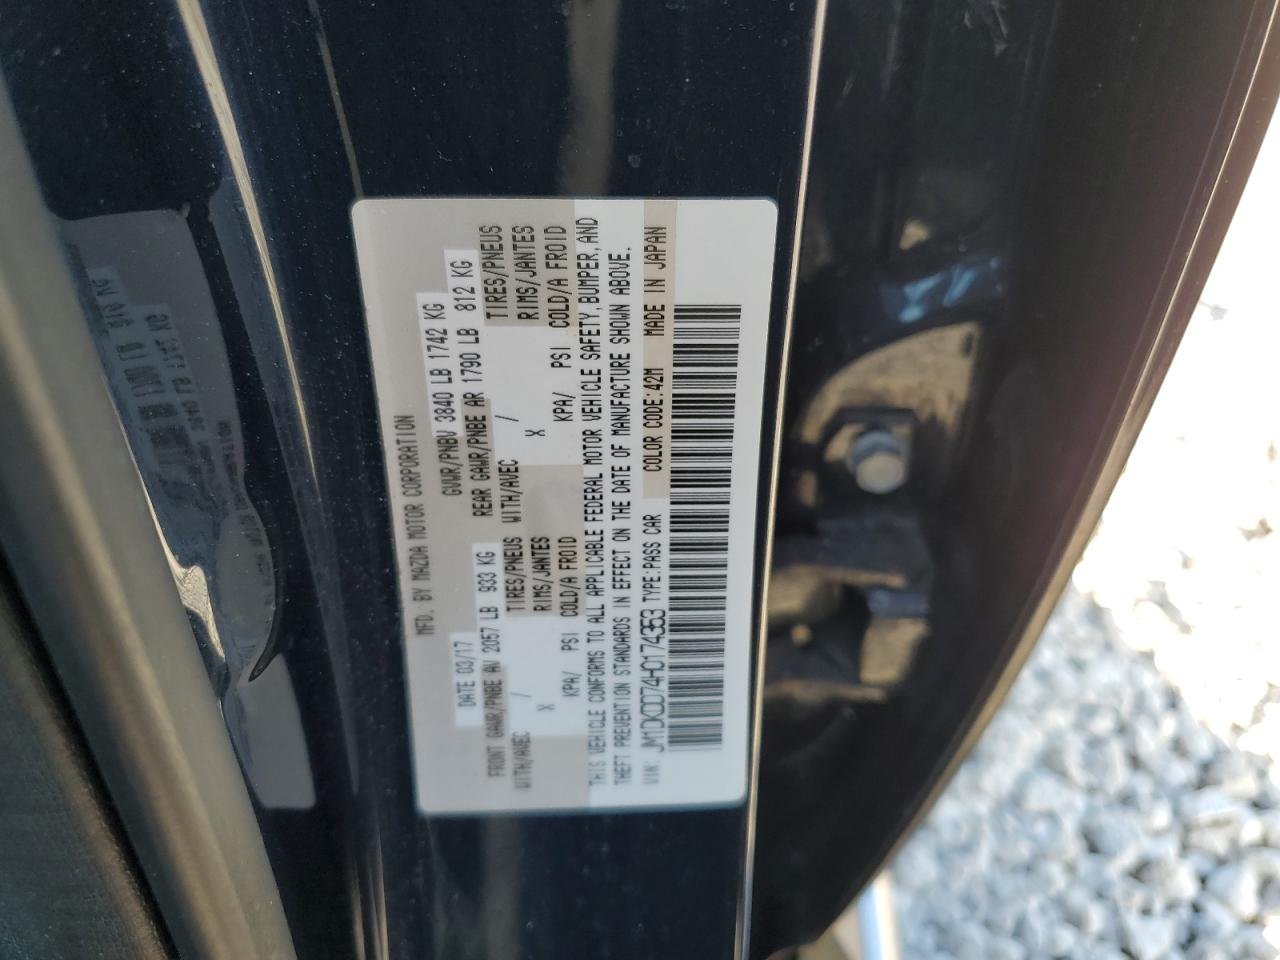 MFD. BY MAZDA MOTOR CORPORATION
DATE 03/17 GVWR/PNBV 3840 LB 1742 KG
FRONT GAWR/PNBE AV 2057 LB 933 KG REAR GAWR/PNBE AR 1790 LB 812 KG
WITH/AVEC / TIRES/PNEUS WITH/AVEC / TIRES/PNEUS
X RIMS/JANTES X RIMS/JANTES
KPA/ PSI COLD/A FROID KPA/ PSI COLD/A FROID
THIS VEHICLE CONFORMS TO ALL APPLICABLE FEDERAL MOTOR VEHICLE SAFETY, BUMPER, AND
THEFT PREVENTION STANDARDS IN EFFECT ON THE DATE OF MANUFACTURE SHOWN ABOVE.
VIN: JM1DKDD74H0174353 TYPE:PASS CAR COLOR CODE:42M MADE IN JAPAN